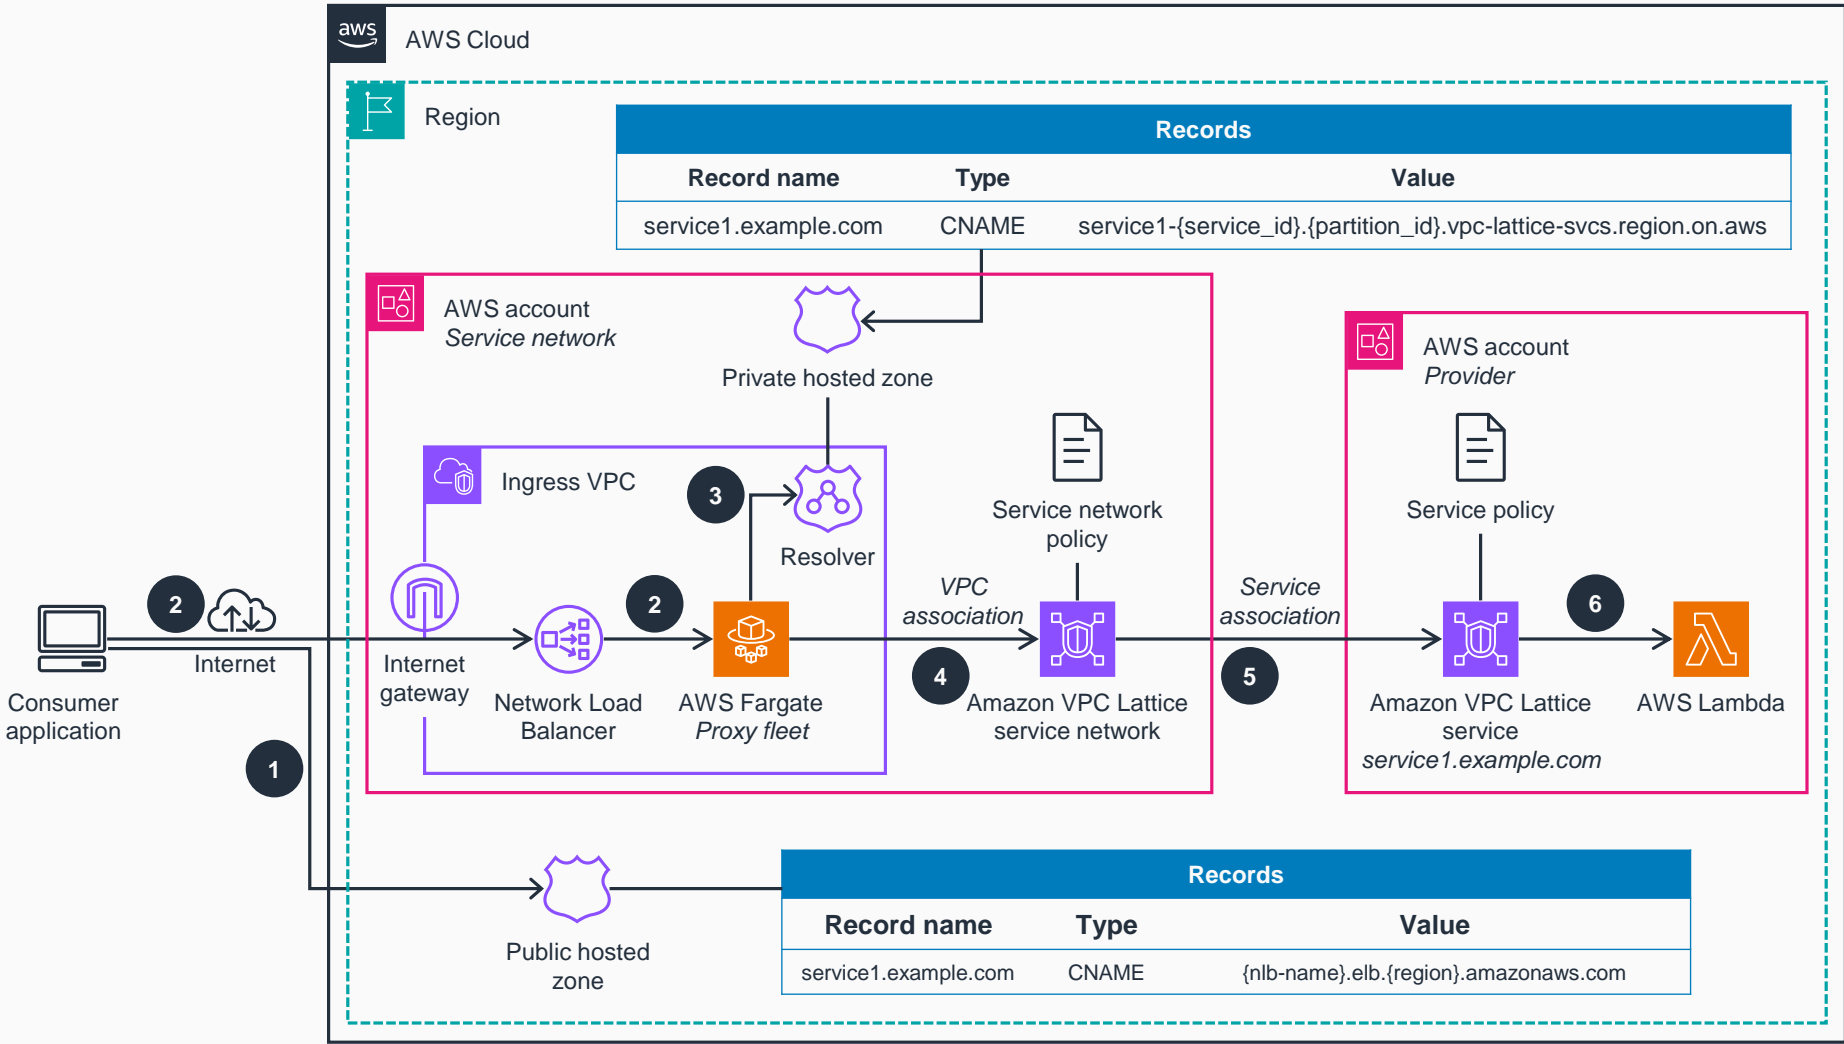 aws
AWS Cloud
Region
Records
Record name Type Value
service1.example.com CNAME service1-{service_id}.{partition_id}.vpc-lattice-svcs.region.on.aws
AWS account
Service network
Private hosted zone
AWS account
Provider
Ingress VPC
3
Resolver
Service network
policy
Service policy
2
Internet
Consumer
application
1
Internet
gateway
Network Load
Balancer
2
AWS Fargate
Proxy fleet
VPC
association
4
Amazon VPC Lattice
service network
Service
association
5
Amazon VPC Lattice
service
service1.example.com
6
AWS Lambda
Public hosted
zone
Records
Record name Type Value
service1.example.com CNAME {nlb-name}.elb.{region}.amazonaws.com